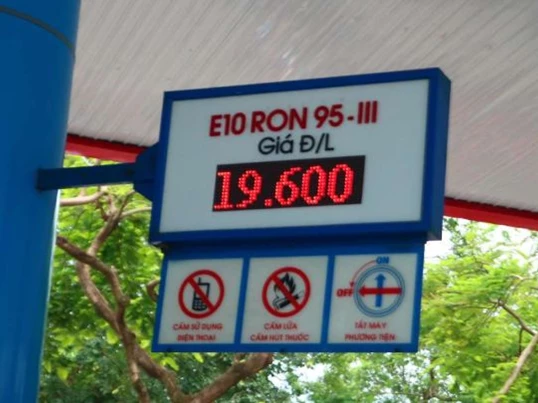 E10 RON 95-III
Giá Đ/L
19.600
CẤM SỬ DỤNG
ĐIỆN THOẠI
CẤM LỬA
CẤM HÚT THUỐC
ON
OFF
TẮT MÁY
PHƯƠNG TIỆN